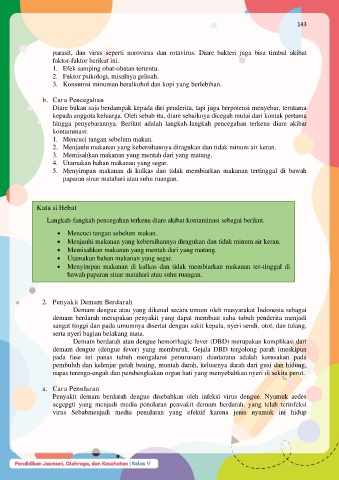 143
parasit, dan virus seperti norovirus dan rotavirus. Diare bakteri juga bisa timbul akibat
faktor-faktor berikut ini.
1. Efek samping obat-obatan tertentu.
2. Faktor psikologi, misalnya gelisah.
3. Konsumsi minuman beralkohol dan kopi yang berlebihan.
b. Cara Pencegahan
Diare bukan saja berdampak kepada diri penderita, tapi juga berpotensi menyebar, terutama
kepada anggota keluarga. Oleh sebab itu, diare sebaiknya dicegah mulai dari kontak pertama
hingga penyebarannya. Berikut adalah langkah-langkah pencegahan terkena diare akibat
kontaminasi:
1. Mencuci tangan sebelum makan.
2. Menjauhi makanan yang kebersihannya diragukan dan tidak minum air keran.
3. Memisahkan makanan yang mentah dari yang matang.
4. Utamakan bahan makanan yang segar.
5. Menyimpan makanan di kulkas dan tidak membiarkan makanan tertinggal di bawah
paparan sinar matahari atau suhu ruangan.
Kata si Hebat
Langkah-langkah pencegahan terkena diare akibat kontaminasi sebagai berikut.
• Mencuci tangan sebelum makan.
• Menjauhi makanan yang kebersihannya diragukan dan tidak minum air keran.
• Memisahkan makanan yang mentah dari yang matang.
• Utamakan bahan makanan yang segar.
• Menyimpan makanan di kulkas dan tidak membiarkan makanan ter-tinggal di
bawah paparan sinar matahari atau suhu ruangan.
2. Penyakit Demam Berdarah
Demam dengue atau yang dikenal secara umum oleh masyarakat Indonesia sebagai
demam berdarah merupakan penyakit yang dapat membuat suhu tubuh penderita menjadi
sangat tinggi dan pada umumnya disertai dengan sakit kepala, nyeri sendi, otot, dan tulang,
serta nyeri bagian belakang mata.
Demam berdarah atau dengue hemorrhagic fever (DBD) merupakan komplikasi dari
demam dengue (dengue fever) yang memburuk. Gejala DBD tergolong parah (meskipun
pada fase ini panas tubuh mengalami penurunan) diantarana adalah kerusakan pada
pembuluh dan kelenjar getah bening, muntah darah, keluarnya darah dari gusi dan hidung,
napas terengah-engah dan pembengkakan organ hati yang menyebabkan nyeri di sekita perut.
a. Cara Penularan
Penyakit demam berdarah dengue disebabkan oleh infeksi virus dengue. Nyamuk aedes
yang menjadi media penularan penyakit demam berdarah, yang telah terinfeksi
virus Sebabmenjadi media penularan yang efektif karena jenis nyamuk ini hidup
Pendidikan Jasmani, Olahraga, dan Kesehatan | Kelas V